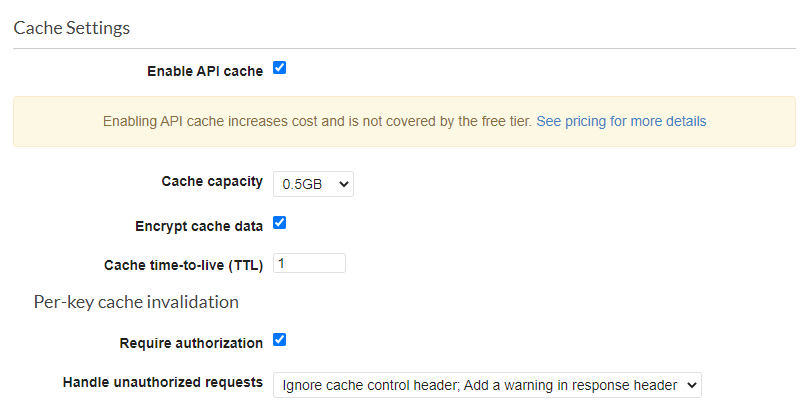 Cache Settings
Enable API cache
Enabling API cache increases cost and is not covered by the free tier. See pricing for more details
Cache capacity 0.5GB
Encrypt cache data
Cache time-to-live (TTL) 1
Per-key cache invalidation
Require authorization
Handle unauthorized requests Ignore cache control header; Add a warning in response header